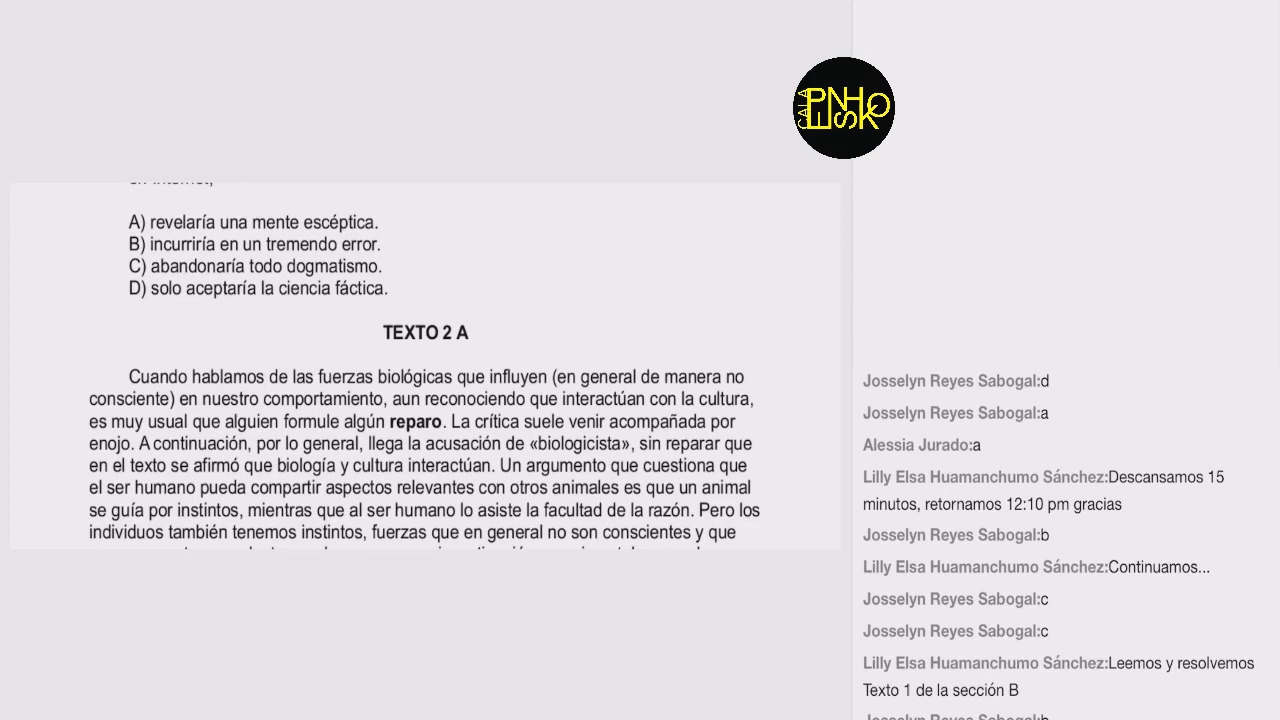 CALA
PENHSKO
A) revelaría una mente escéptica.
B) incurriría en un tremendo error.
C) abandonaría todo dogmatismo.
D) solo aceptaría la ciencia fáctica.
TEXTO 2 A
Cuando hablamos de las fuerzas biológicas que influyen (en general de manera no
consciente) en nuestro comportamiento, aun reconociendo que interactúan con la cultura,
es muy usual que alguien formule algún reparo. La crítica suele venir acompañada por
enojo. A continuación, por lo general, llega la acusación de «biologicista», sin reparar que
en el texto se afirmó que biología y cultura interactúan. Un argumento que cuestiona que
el ser humano pueda compartir aspectos relevantes con otros animales es que un animal
se guía por instintos, mientras que al ser humano lo asiste la facultad de la razón. Pero los
individuos también tenemos instintos, fuerzas que en general no son conscientes y que
Josselyn Reyes Sabogal:d
Josselyn Reyes Sabogal:a
Alessia Jurado:a
Lilly Elsa Huamanchumo Sánchez:Descansamos 15
minutos, retornamos 12:10 pm gracias
Josselyn Reyes Sabogal:b
Lilly Elsa Huamanchumo Sánchez:Continuamos...
Josselyn Reyes Sabogal:c
Josselyn Reyes Sabogal:c
Lilly Elsa Huamanchumo Sánchez:Leemos y resolvemos
Texto 1 de la sección B
Josselyn Reyes Sabogal:b